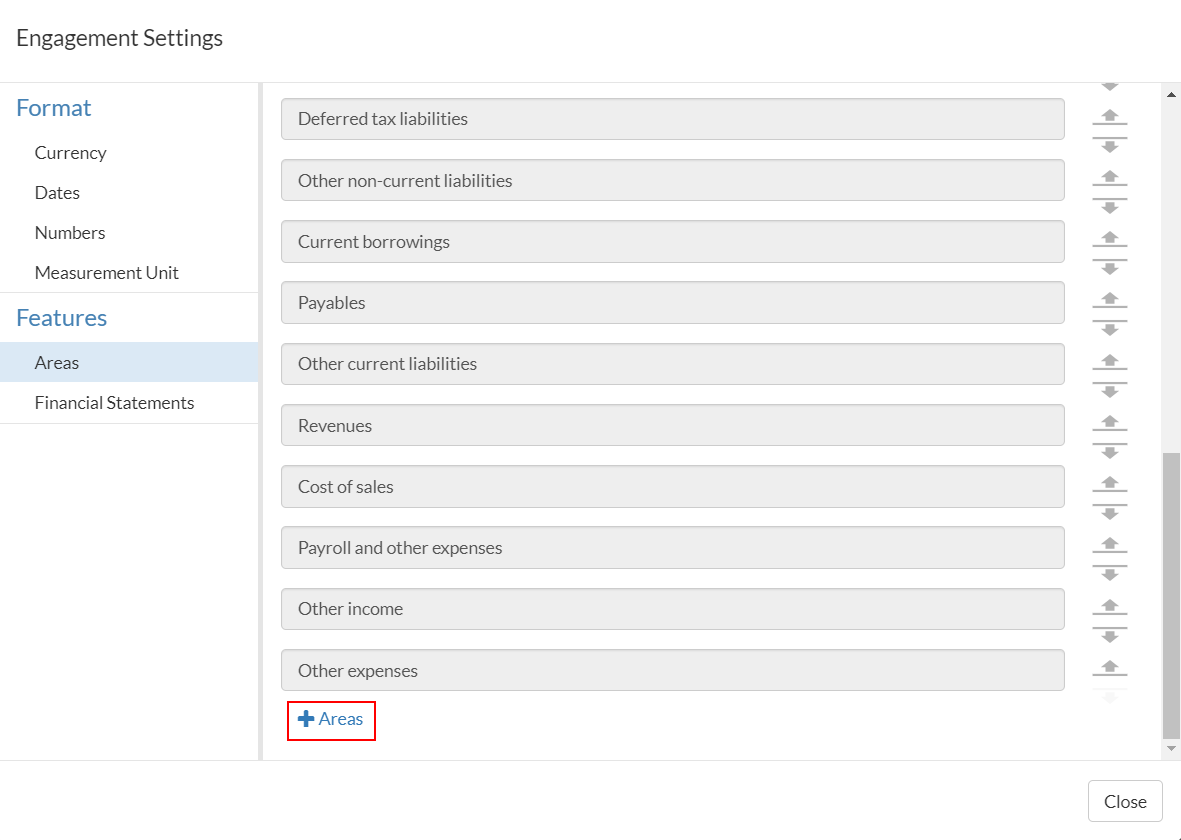 Engagement Settings
Format
Currency
Dates
Numbers
Measurement Unit
Features
Areas
Financial Statements
Deferred tax liabilities
Other non-current liabilities
Current borrowings
Payables
Other current liabilities
Revenues
Cost of sales
Payroll and other expenses
Other income
Other expenses
Areas
Close